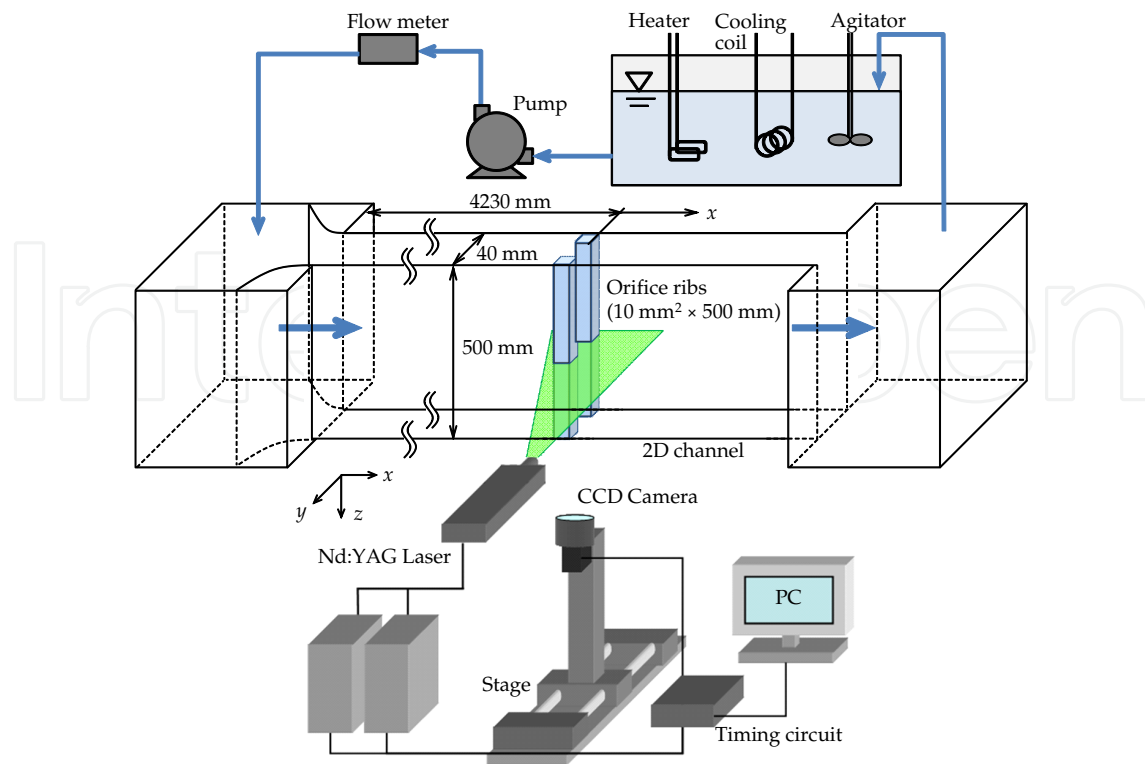 Flow meter
Heater
Cooling
coil
Agitator
Pump
4230 mm
x
40 mm
Orifice ribs
(10 mm² × 500 mm)
500 mm
2D channel
x
y
z
CCD Camera
Nd:YAG Laser
PC
Stage
Timing circuit